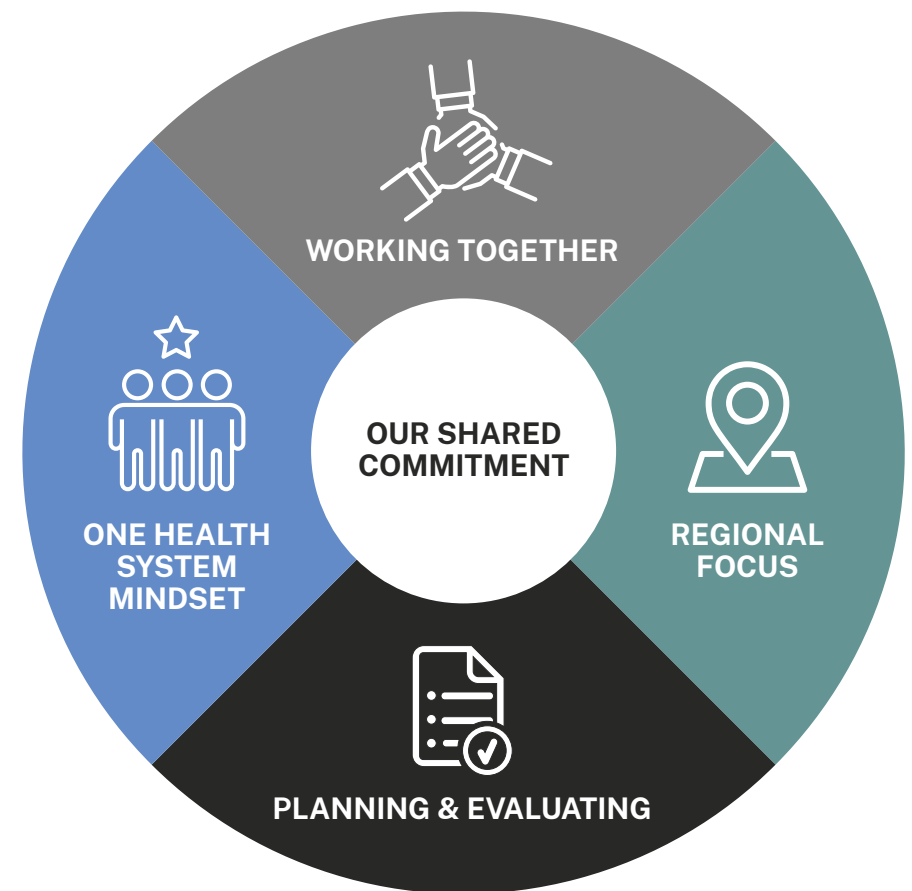 WORKING TOGETHER
OUR SHARED
COMMITMENT
ONE HEALTH
SYSTEM
MINDSET
REGIONAL
FOCUS
PLANNING & EVALUATING